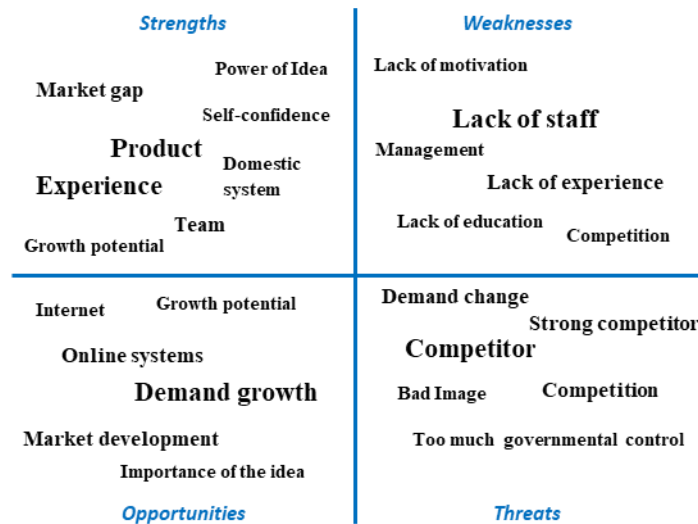 Strengths
Power of Idea
Market gap
Self-confidence
Product
Domestic
system
Experience
Team
Growth potential
Weaknesses
Lack of motivation
Lack of staff
Management
Lack of experience
Lack of education
Competition
Internet
Growth potential
Online systems
Demand growth
Market development
Importance of the idea
Opportunities
Demand change
Strong competitor
Competitor
Bad Image
Competition
Too much governmental control
Threats